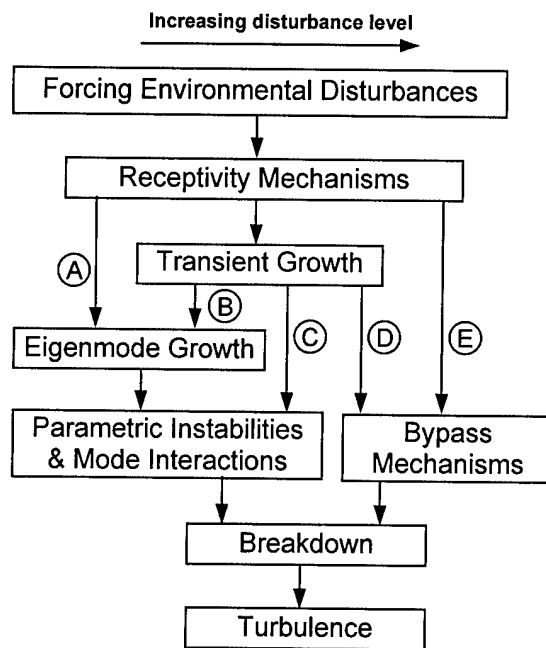 Increasing disturbance level
Forcing Environmental Disturbances
Receptivity Mechanisms
A
Transient Growth
B
C
D
E
Eigenmode Growth
Parametric Instabilities
& Mode Interactions
Bypass
Mechanisms
Breakdown
Turbulence